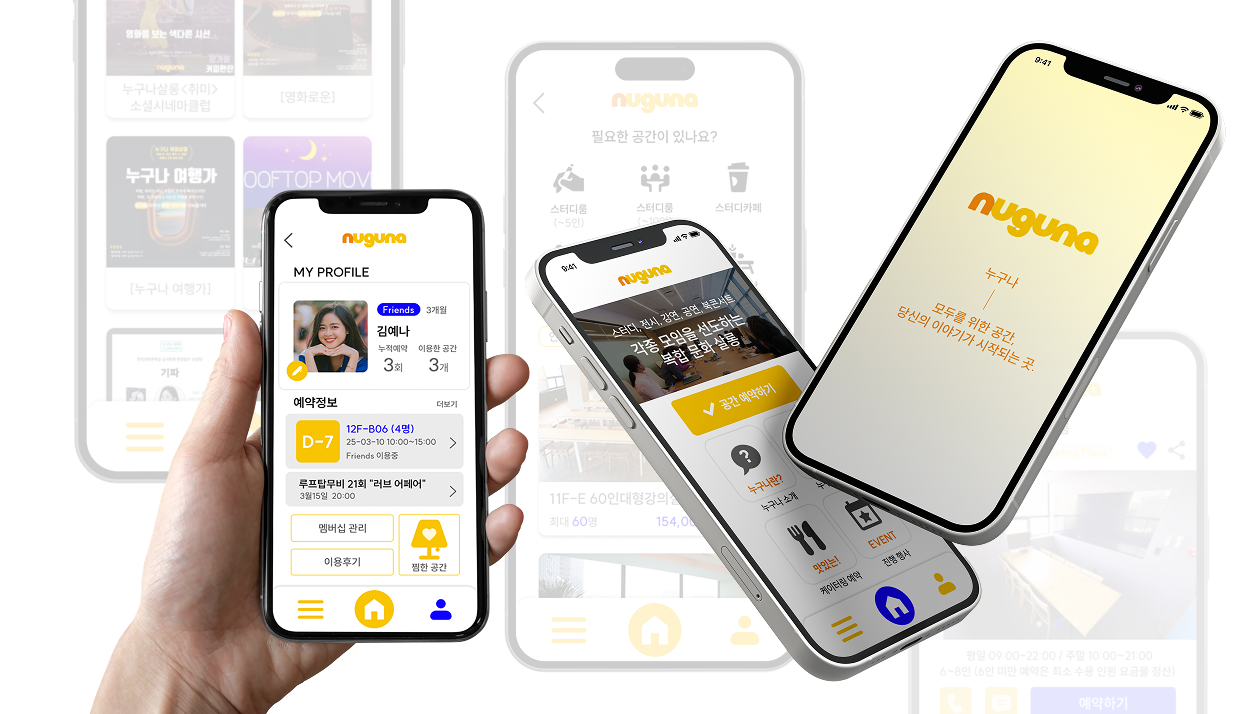 영화를 보는 색다른 시선
누구나살롱<취미>
소셜시네마클럽
[영화로운]
누구나 여행가
ROOFTOP MOV
[누구나 여행기]
기파
nuguna
MY PROFILE
Friends 3개월
김예나
누적예약 이용한 공간
3회 3개
예약정보 더보기
D-7
12F-B06 (4명)
25-03-10 10:00~15:00
Friends 이용중
루프탑무비 21회 "러브 어페어"
3월15일 20:00
멤버십 관리
이용후기
찜한 공간
nuguna
필요한 공간이 있나요?
스터디룸
(~5인)
스터디룸
스터디카페
11F-E 60인대형강의
최대 60명 154,00
9:41
nuguna
스터디, 전시, 강연, 공연, 북콘서트
각종 모임을 선도하는
복합 문화 살롱
공간 예약하기
누구나란?
누구나 소개
맛있는!
케이터링 예약
EVENT
진행 행사
9:41
nuguna
누구나
모두를 위한 공간,
당신의 이야기가 시작되는 곳.
평일 09:00~22:00 / 주말 10:00~21:00
6~8인 (6인 미만 예약은 최소 수용 인원 요금을 정산)
예약하기